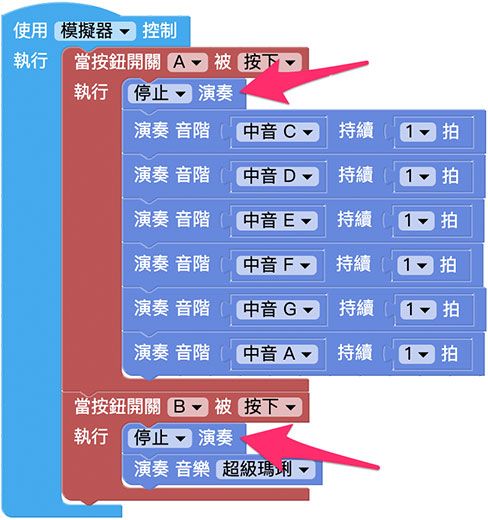 使用 模擬器 控制
執行 當按鈕開關 A 被 按下
執行 停止 演奏
演奏 音階 中音 C 持續 1 拍
演奏 音階 中音 D 持續 1 拍
演奏 音階 中音 E 持續 1 拍
演奏 音階 中音 F 持續 1 拍
演奏 音階 中音 G 持續 1 拍
演奏 音階 中音 A 持續 1 拍
當按鈕開關 B 被 按下
執行 停止 演奏
演奏 音樂 超級瑪琍